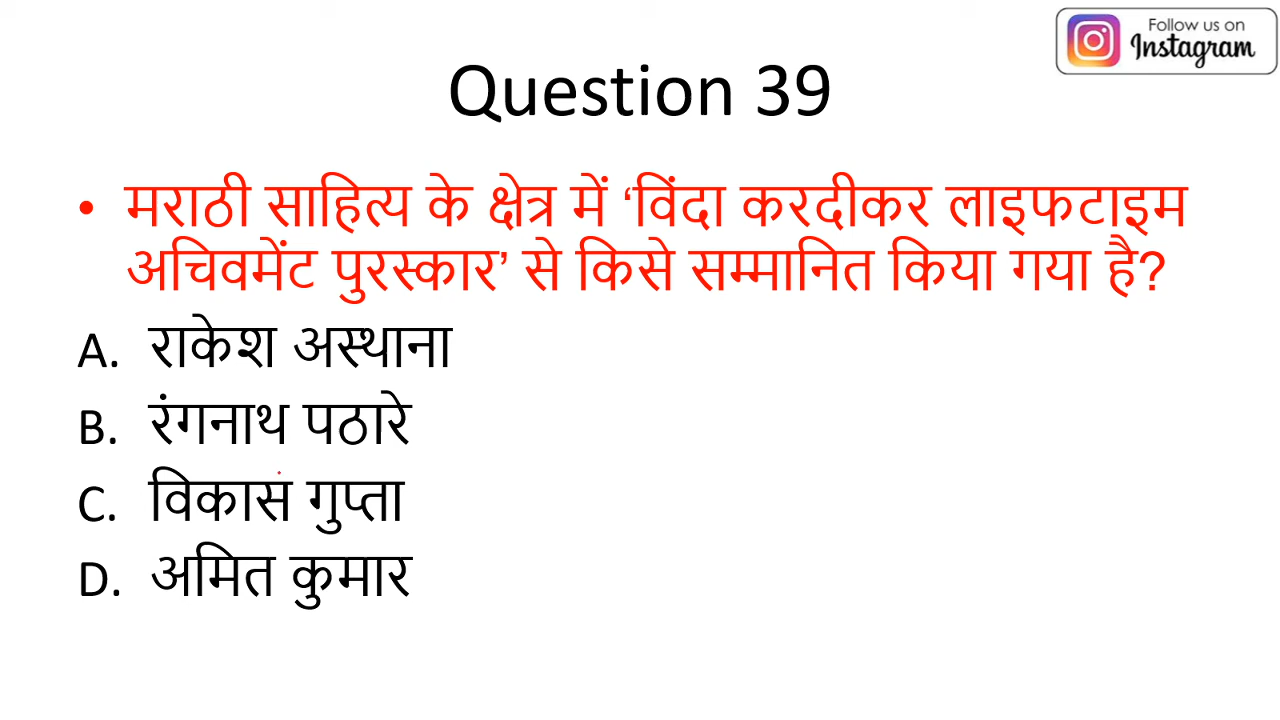 Follow us on
Instagram
Question 39
• मराठी साहित्य के क्षेत्र में ‘विंदा करदीकर लाइफटाइम
अचिवमेंट पुरस्कार’ से किसे सम्मानित किया गया है?
A. राकेश अस्थाना
B. रंगनाथ पठारे
C. विकास गुप्ता
D. अमित कुमार